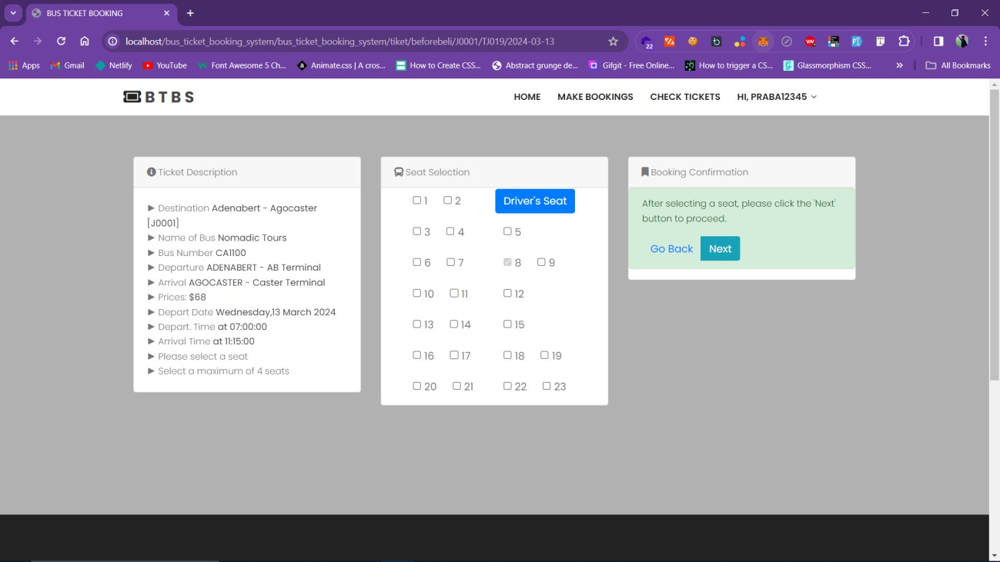 BUS TICKET BOOKING
localhost/bus_ticket_booking_system/bus_ticket_booking_system/tiket/beforebeli/J0001/TJ019/2024-03-13
22
Apps Gmail Netlify YouTube Font Awesome 5 Ch... Animate.css | A cros... How to Create CSS... Abstract grunge de... Gifgit - Free Online... How to trigger a CS... Glassmorphism CSS... » All Bookmarks
BTBS HOME MAKE BOOKINGS CHECK TICKETS HI, PRABA12345
Ticket Description
► Destination Adenabert - Agocaster
[J0001]
► Name of Bus Nomadic Tours
► Bus Number CA1100
► Departure ADENABERT - AB Terminal
► Arrival AGOCASTER - Caster Terminal
► Prices: $68
► Depart Date Wednesday,13 March 2024
► Depart. Time at 07:00:00
► Arrival Time at 11:15:00
► Please select a seat
► Select a maximum of 4 seats
Seat Selection
1 2 Driver's Seat
3 4 5
6 7 8 9
10 11 12
13 14 15
16 17 18 19
20 21 22 23
Booking Confirmation
After selecting a seat, please click the 'Next'
button to proceed.
Go Back Next